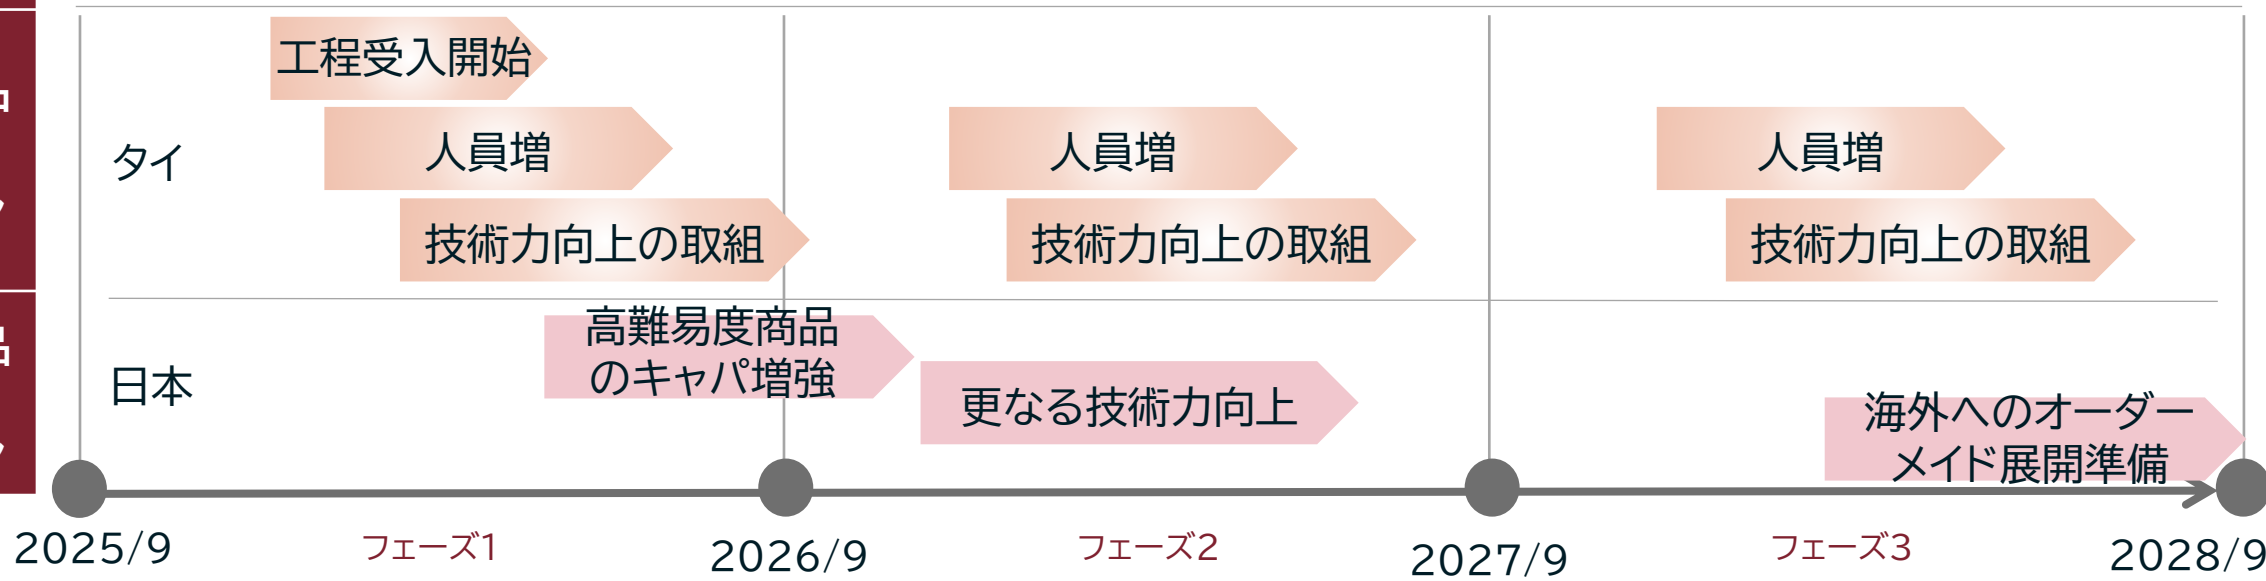 工程受入開始
タイ
人員増
人員増
人員増
技術力向上の取組
技術力向上の取組
技術力向上の取組
日本
高難易度商品
のキャパ増強
更なる技術力向上
海外へのオーダー
メイド展開準備
2025/9
フェーズ1
2026/9
フェーズ2
2027/9
フェーズ3
2028/9